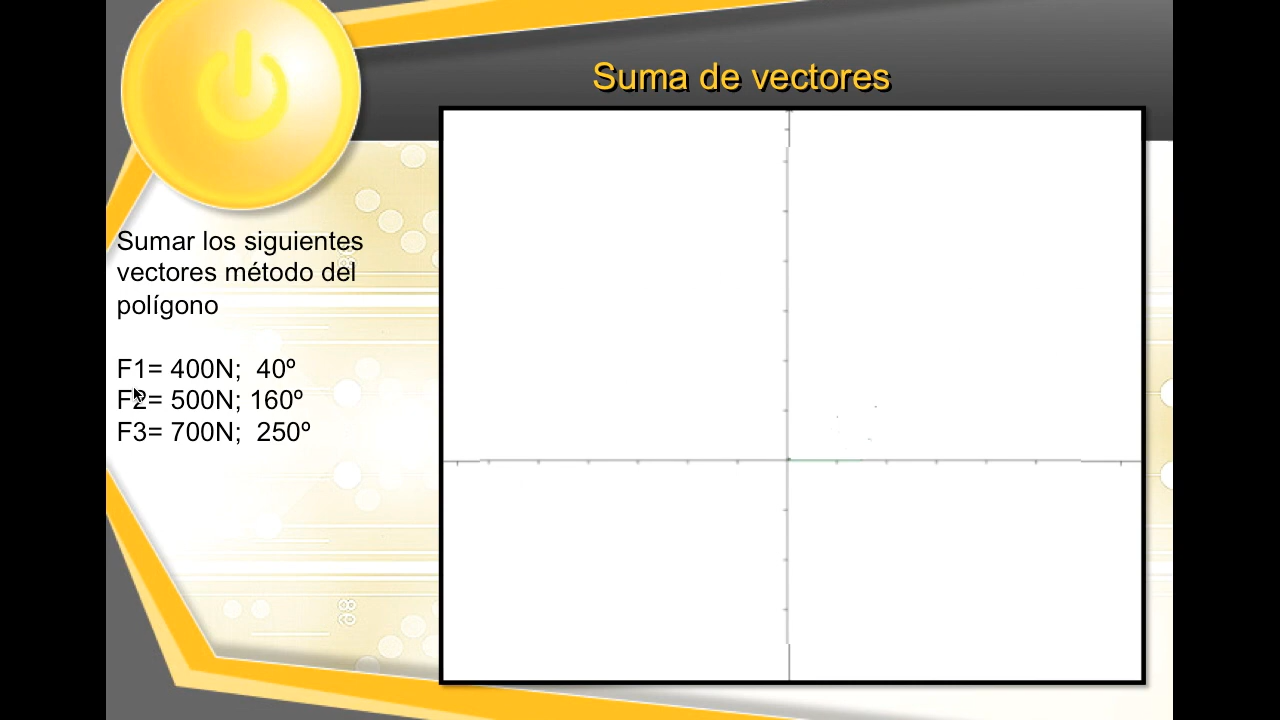 Suma de vectores
Sumar los siguientes
vectores método del
polígono
F1= 400N; 40º
F2= 500N; 160º
F3= 700N; 250º